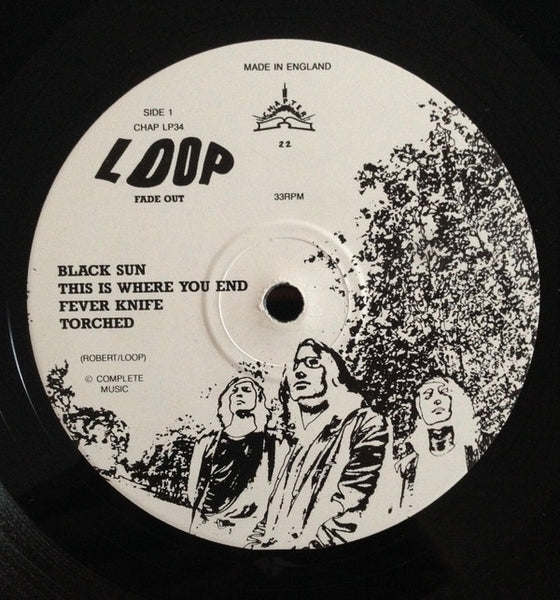 MADE IN ENGLAND
CHAPTER
22
SIDE 1
CHAP LP34
LOOP
FADE OUT
33RPM
BLACK SUN
THIS IS WHERE YOU END
FEVER KNIFE
TORCHED
(ROBERT/LOOP)
© COMPLETE
MUSIC